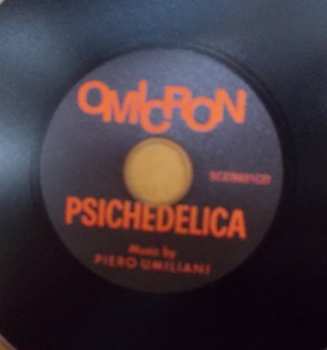 OMICRON
PSICHEDELICA
Music by
PIERO UMILIANI